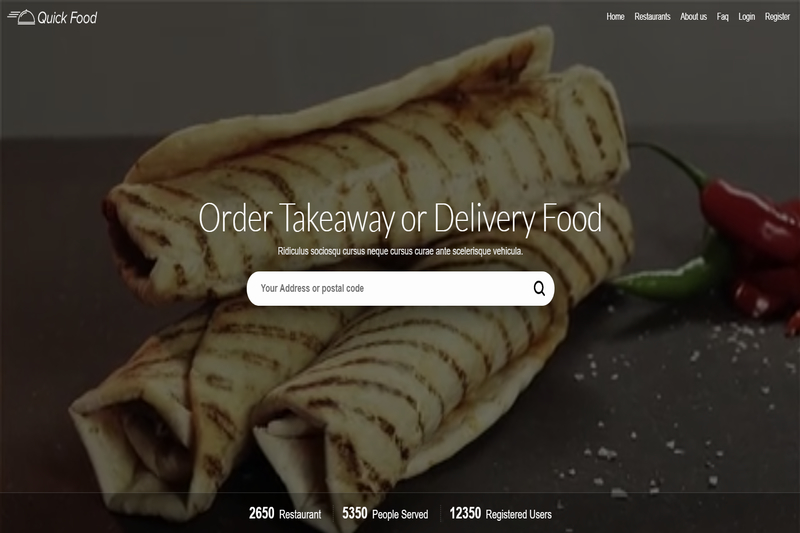 Quick Food
Home Restaurants About us Faq Login Register
Order Takeaway or Delivery Food
Ridiculus sociosqu cursus neque cursus curae ante scelerisque vehicula.
Your Address or postal code
2650 Restaurant 5350 People Served 12350 Registered Users